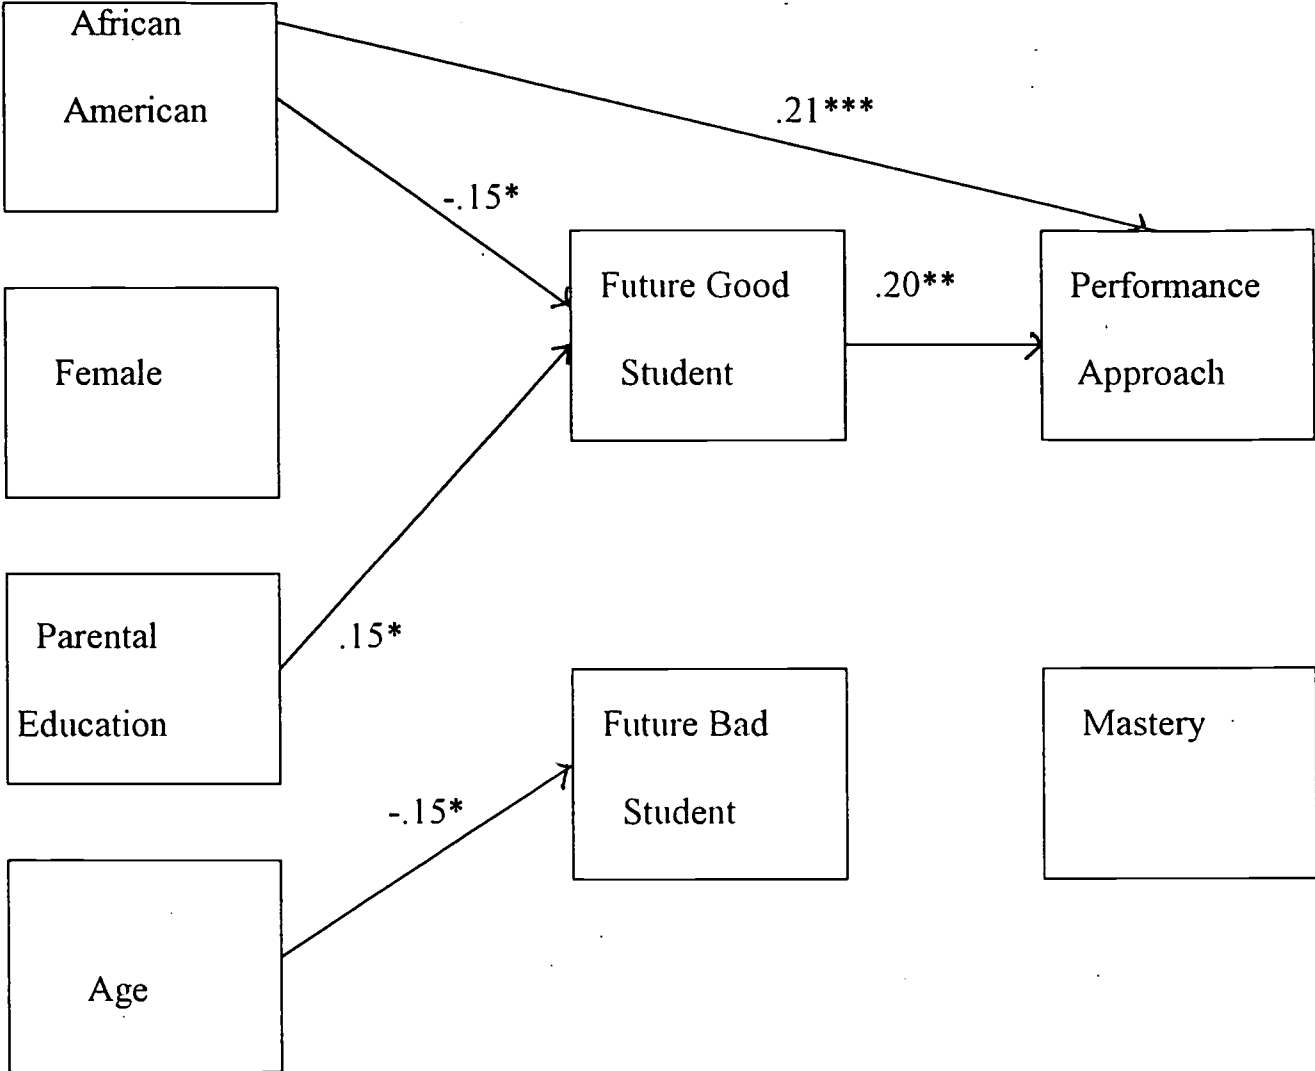 African
American
.21***
-.15*
Female
Future Good
Student
.20**
Performance
Approach
Parental
Education
.15*
Future Bad
Student
Mastery
-.15*
Age